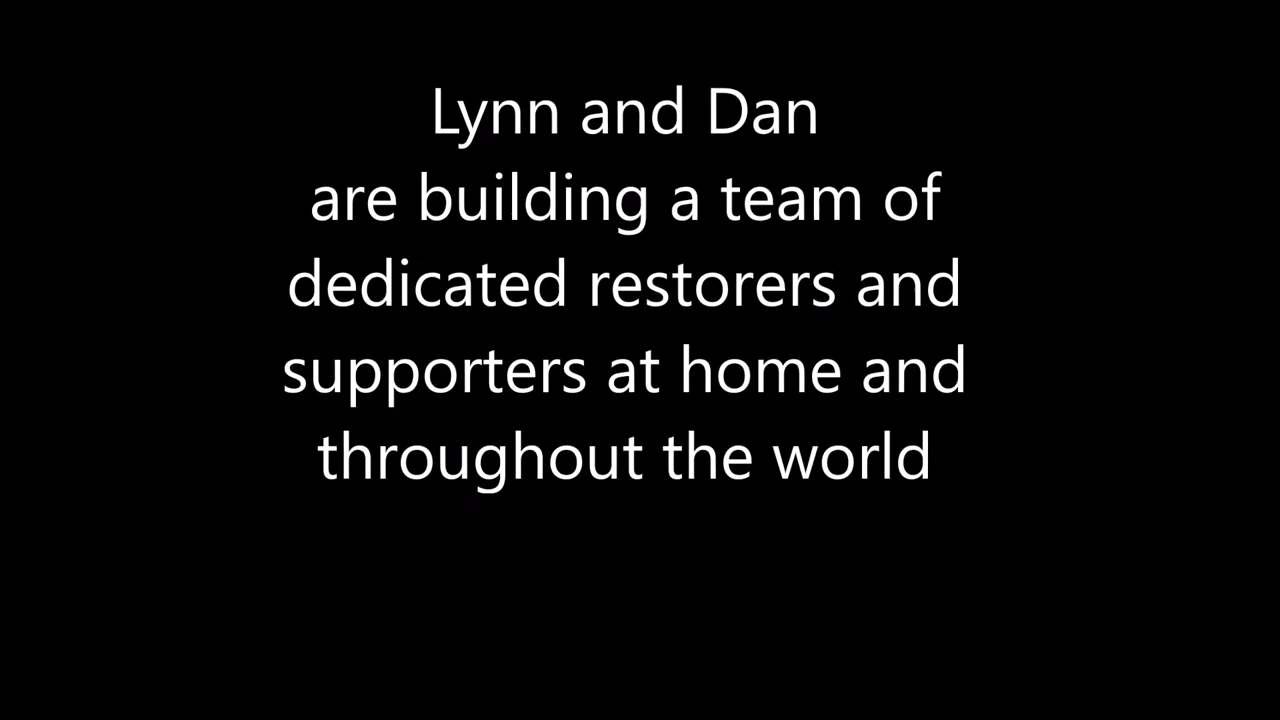 Lynn and Dan
are building a team of
dedicated restorers and
supporters at home and
throughout the world